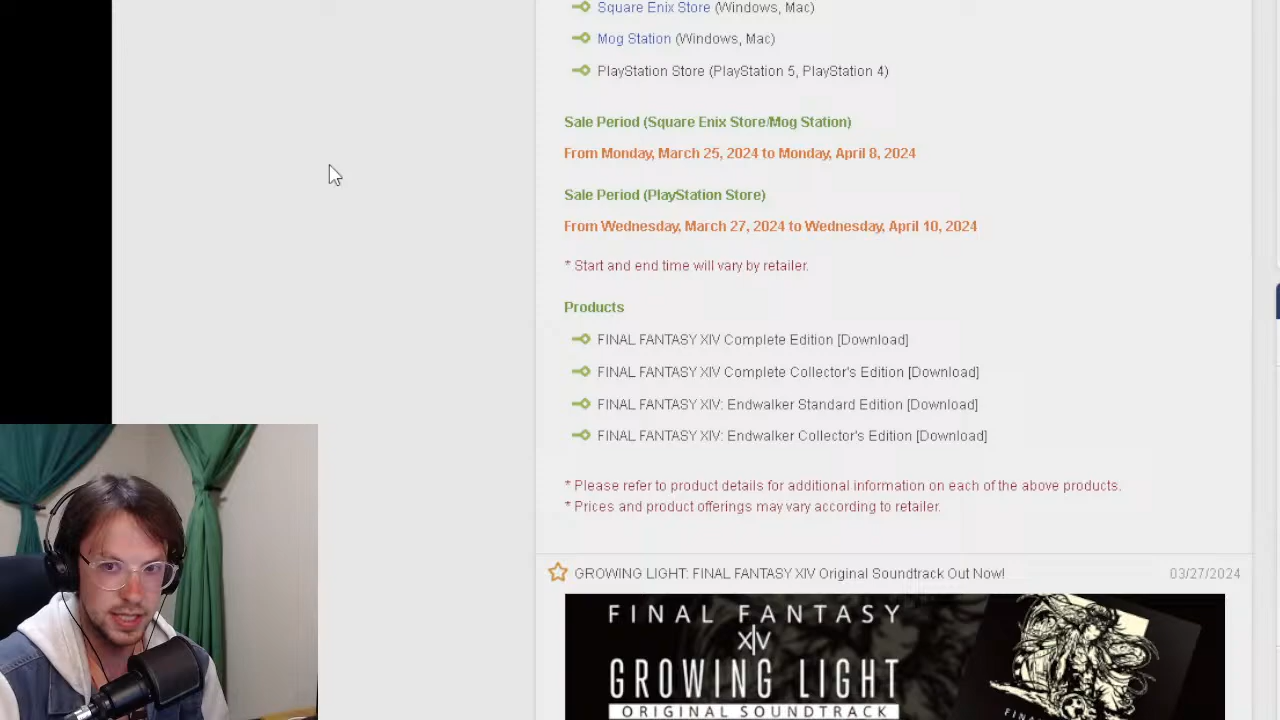 Square Enix Store (Windows, Mac)
Mog Station (Windows, Mac)
PlayStation Store (PlayStation 5, PlayStation 4)
Sale Period (Square Enix Store/Mog Station)
From Monday, March 25, 2024 to Monday, April 8, 2024
Sale Period (PlayStation Store)
From Wednesday, March 27, 2024 to Wednesday, April 10, 2024
* Start and end time will vary by retailer.
Products
FINAL FANTASY XIV Complete Edition [Download]
FINAL FANTASY XIV Complete Collector's Edition [Download]
FINAL FANTASY XIV: Endwalker Standard Edition [Download]
FINAL FANTASY XIV: Endwalker Collector's Edition [Download]
* Please refer to product details for additional information on each of the above products.
* Prices and product offerings may vary according to retailer.
GROWING LIGHT: FINAL FANTASY XIV Original Soundtrack Out Now! 03/27/2024
FINAL FANTASY
XIV
GROWING LIGHT
ORIGINAL SOUNDTRACK